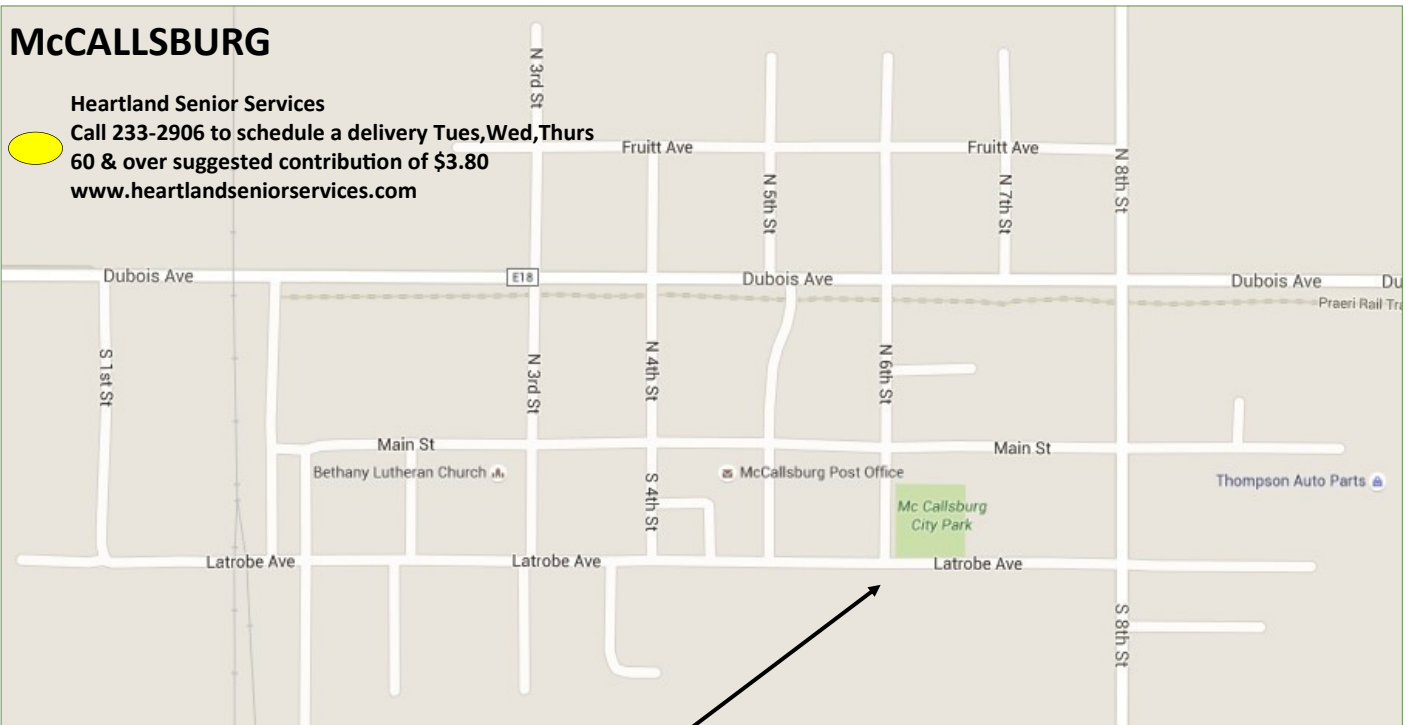 McCALLSBURG
Heartland Senior Services
Call 233-2906 to schedule a delivery Tues,Wed,Thurs
60 & over suggested contribution of $3.80
www.heartlandseniorservices.com
N 3rd St
Fruitt Ave
Fruitt Ave
N 5th St
N 7th St
N 8th St
Dubois Ave
E18
Dubois Ave
Dubois Ave
Du
Praeri Rail Tra
S 1st St
N 3rd St
N 4th St
N 6th St
Main St
Main St
Bethany Lutheran Church
McCallsburg Post Office
Thompson Auto Parts
S 4th St
Mc Callsburg
City Park
Latrobe Ave
Latrobe Ave
Latrobe Ave
S 8th St